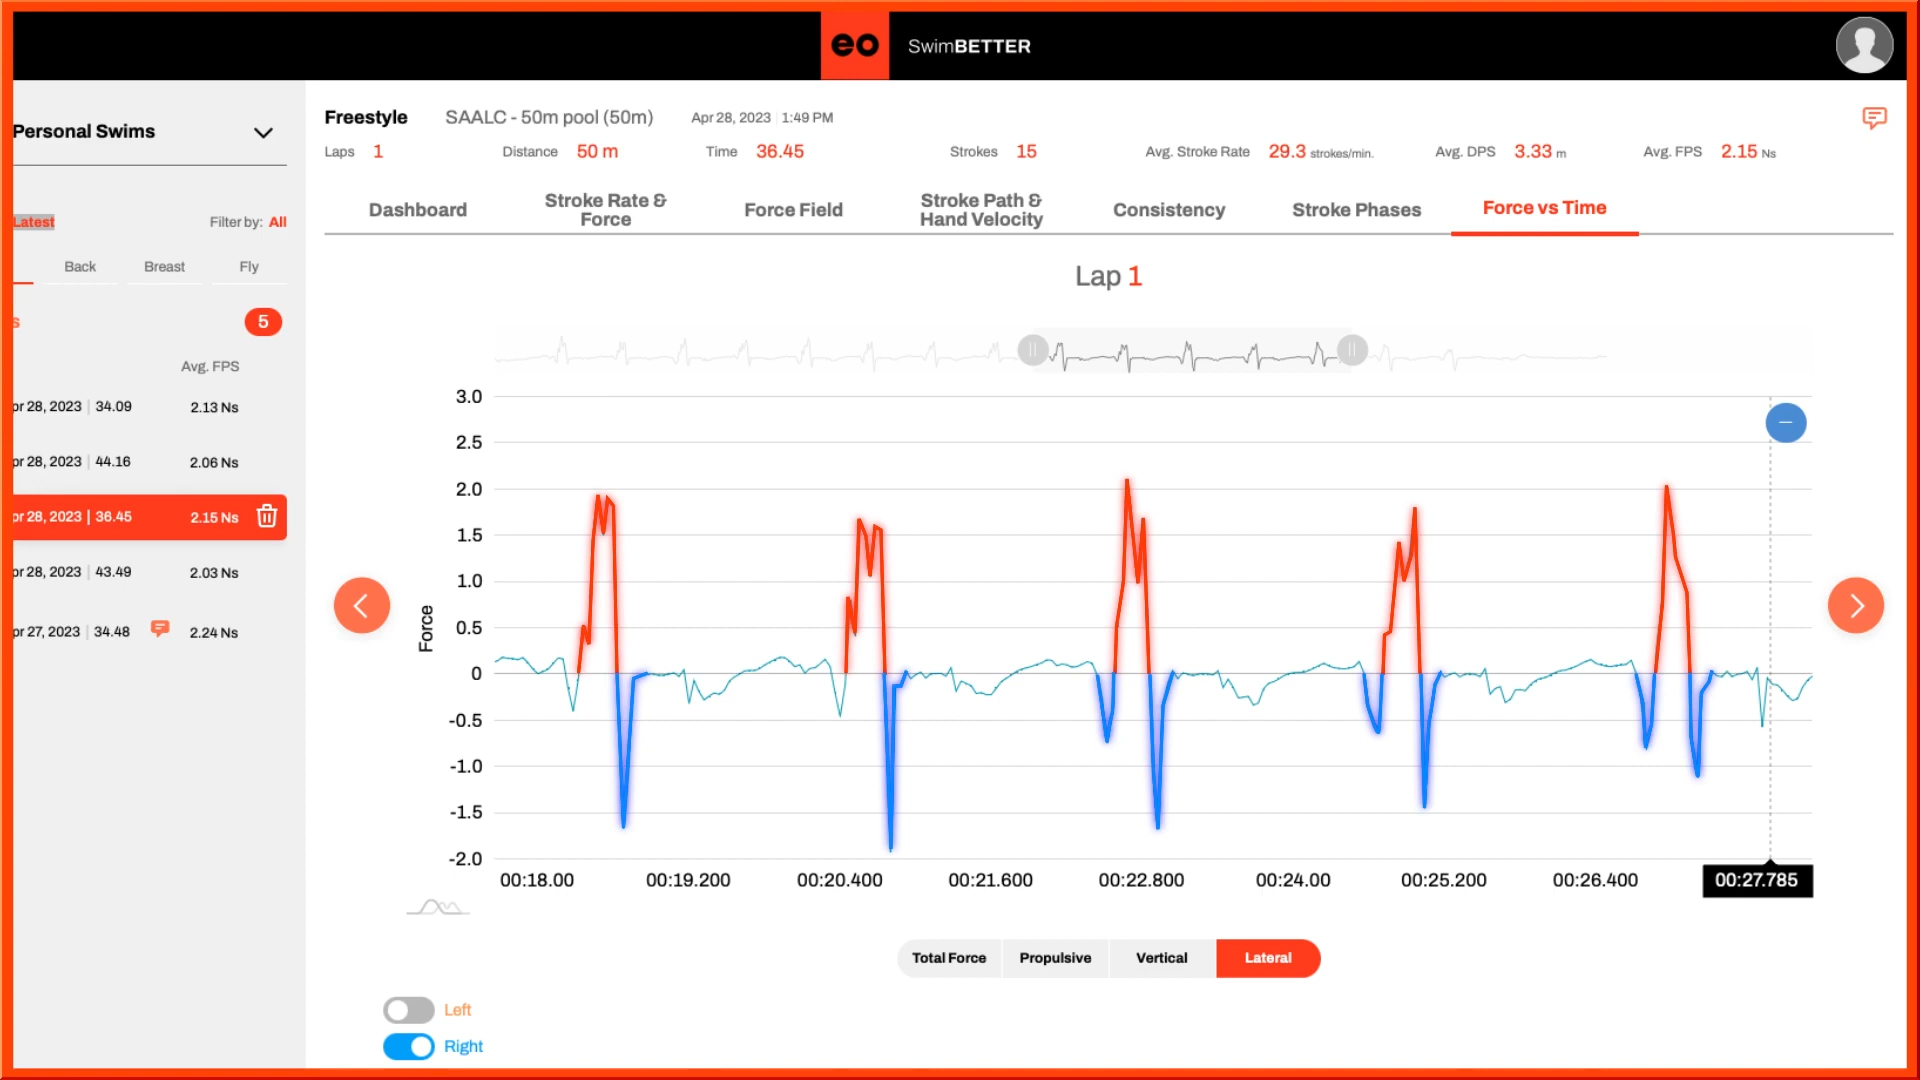 eo SwimBETTER
Personal Swims
Latest Filter by: All
Back Breast Fly
s 5
Avg. FPS
pr 28, 2023 | 34.09 2.13 Ns
pr 28, 2023 | 44.16 2.06 Ns
pr 28, 2023 | 36.45 2.15 Ns
pr 28, 2023 | 43.49 2.03 Ns
pr 27, 2023 | 34.48 2.24 Ns
Freestyle SAALC - 50m pool (50m) Apr 28, 2023 | 1:49 PM
Laps 1 Distance 50 m Time 36.45 Strokes 15 Avg. Stroke Rate 29.3 strokes/min. Avg. DPS 3.33 m Avg. FPS 2.15 Ns
Dashboard
Stroke Rate &
Force
Force Field
Stroke Path &
Hand Velocity
Consistency
Stroke Phases
Force vs Time
Lap 1
3.0
2.5
2.0
1.5
1.0
0.5
0
-0.5
-1.0
-1.5
-2.0
Force
00:18.00 00:19.200 00:20.400 00:21.600 00:22.800 00:24.00 00:25.200 00:26.400 00:27.785
Total Force Propulsive Vertical Lateral
Left
Right